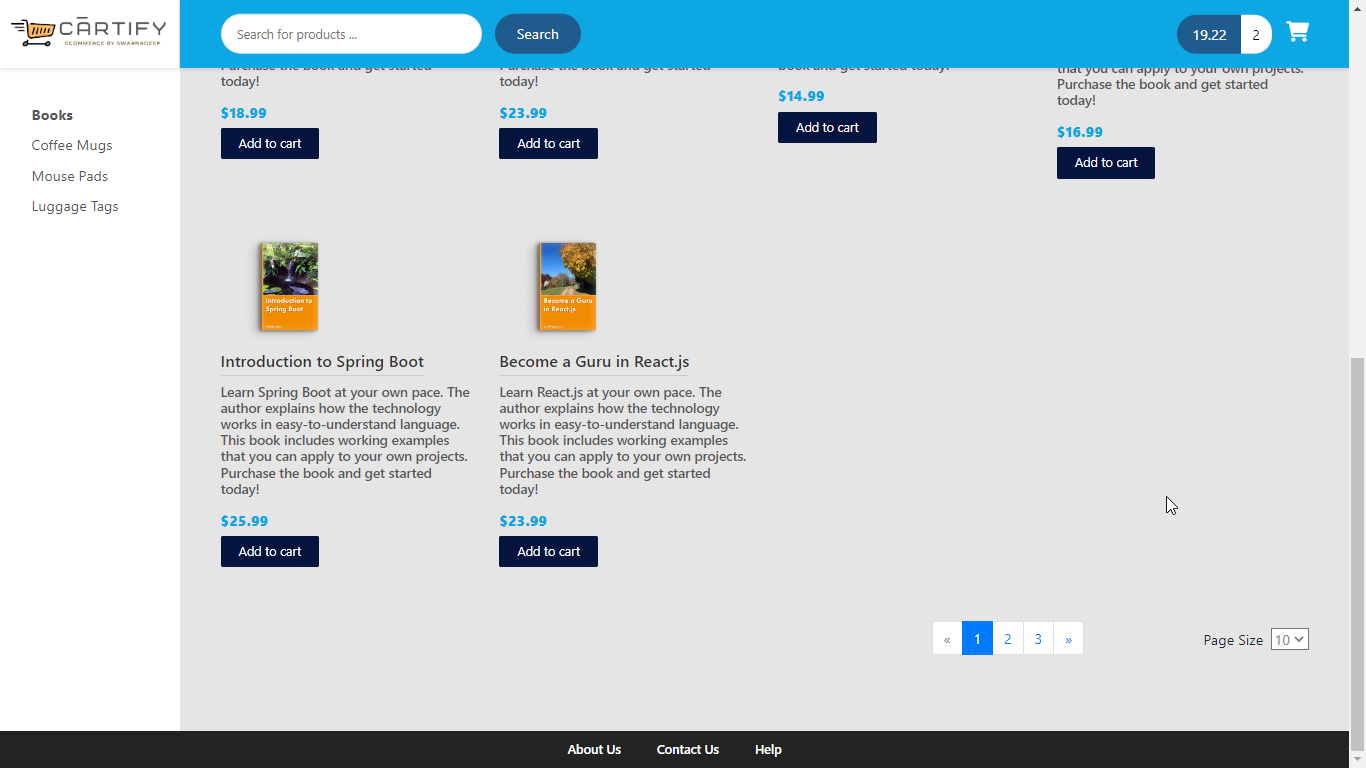 CARTIFY
ECOMMERCE BY SWARNADEEP
Search for products ...
Search
19.22
2
Books
Coffee Mugs
Mouse Pads
Luggage Tags
Purchase the book and get started
today!
$18.99
Add to cart
Purchase the book and get started
today!
$23.99
Add to cart
book and get started today!
$14.99
Add to cart
that you can apply to your own projects.
Purchase the book and get started
today!
$16.99
Add to cart
Introduction to
Spring Boot
Introduction to Spring Boot
Learn Spring Boot at your own pace. The
author explains how the technology
works in easy-to-understand language.
This book includes working examples
that you can apply to your own projects.
Purchase the book and get started
today!
$25.99
Add to cart
Become a Guru
in React.js
Become a Guru in React.js
Learn React.js at your own pace. The
author explains how the technology
works in easy-to-understand language.
This book includes working examples
that you can apply to your own projects.
Purchase the book and get started
today!
$23.99
Add to cart
« 1 2 3 »
Page Size 10
About Us Contact Us Help